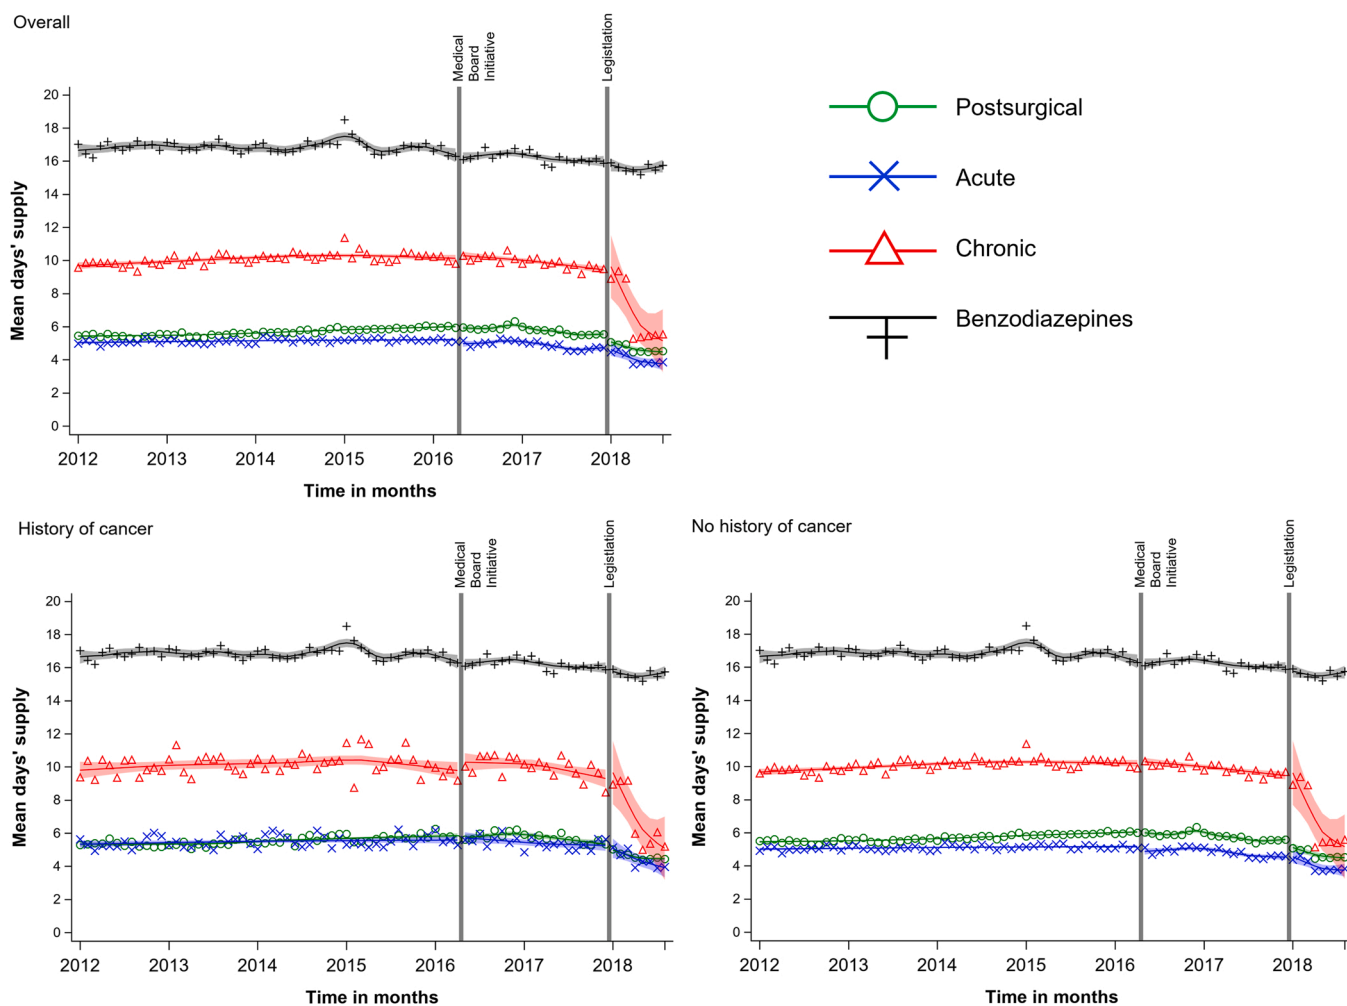 Overall
Medical
Board
Initiative
Legistlation
Mean days' supply
20
18
16
14
12
10
8
6
4
2
0
2012 2013 2014 2015 2016 2017 2018
Time in months
Postsurgical
Acute
Chronic
Benzodiazepines
History of cancer
Medical
Board
Initiative
Legistlation
Mean days' supply
20
18
16
14
12
10
8
6
4
2
0
2012 2013 2014 2015 2016 2017 2018
Time in months
No history of cancer
Medical
Board
Initiative
Legistlation
Mean days' supply
20
18
16
14
12
10
8
6
4
2
0
2012 2013 2014 2015 2016 2017 2018
Time in months